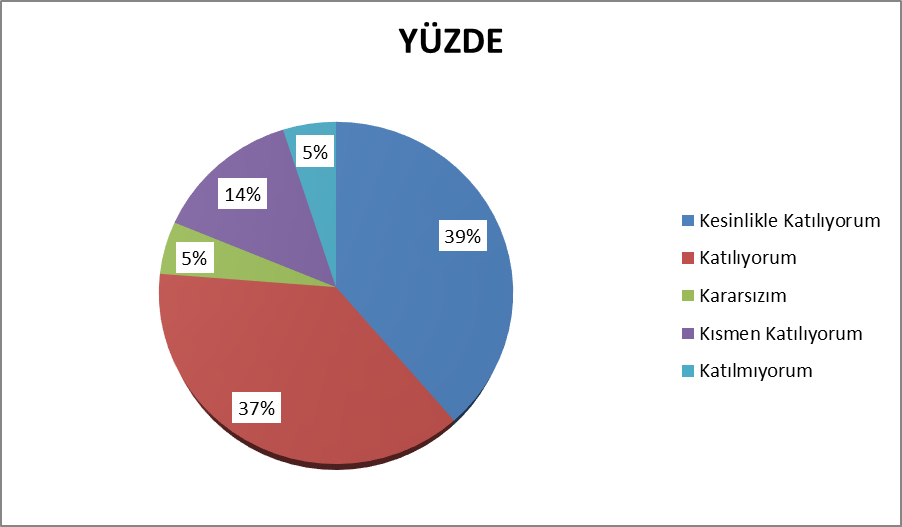 YÜZDE
5%
14%
39%
5%
37%
Kesinlikle Katılıyorum
Katılıyorum
Kararsızım
Kısmen Katılıyorum
Katılmıyorum